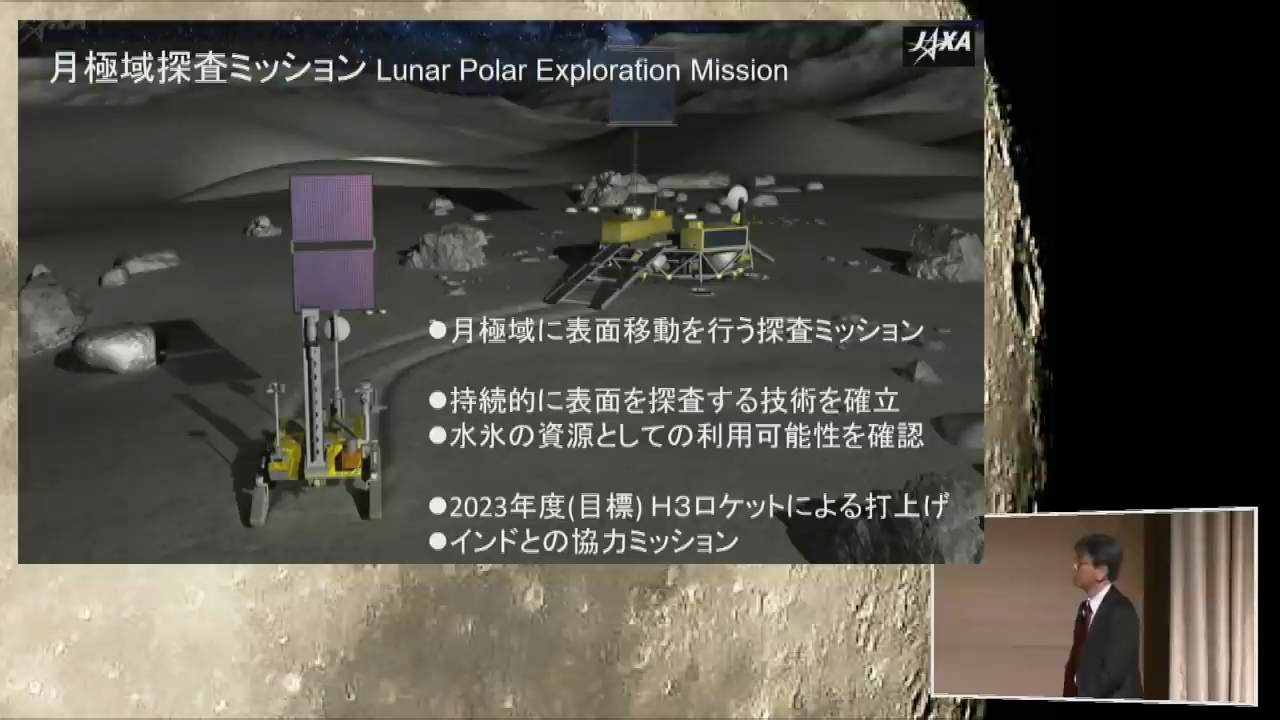 月極域探査ミッション Lunar Polar Exploration Mission
JAXA
●月極域に表面移動を行う探査ミッション
●持続的に表面を探査する技術を確立
●水氷の資源としての利用可能性を確認
●2023年度(目標) H3ロケットによる打上げ
●インドとの協力ミッション